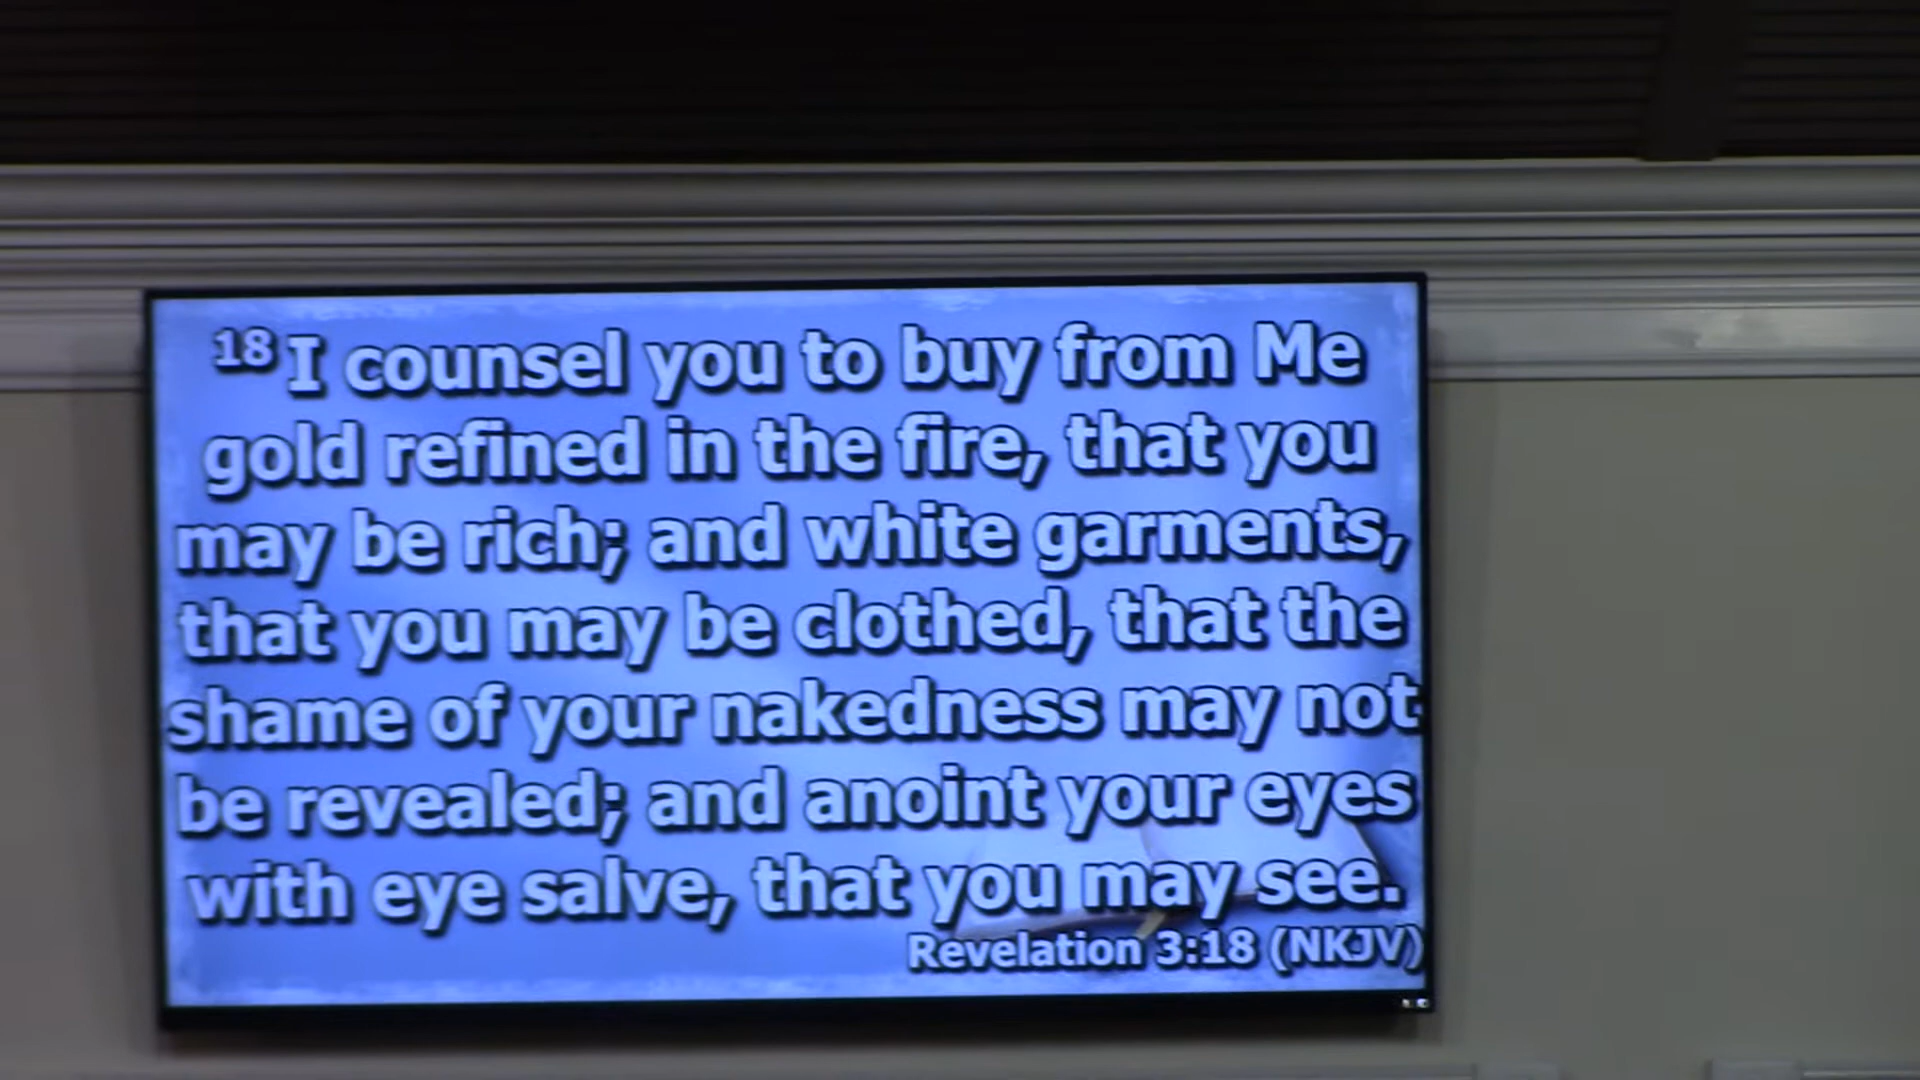 18 I counsel you to buy from Me
gold refined in the fire, that you
may be rich; and white garments,
that you may be clothed, that the
shame of your nakedness may not
be revealed; and anoint your eyes
with eye salve, that you may see.
Revelation 3:18 (NKJV)